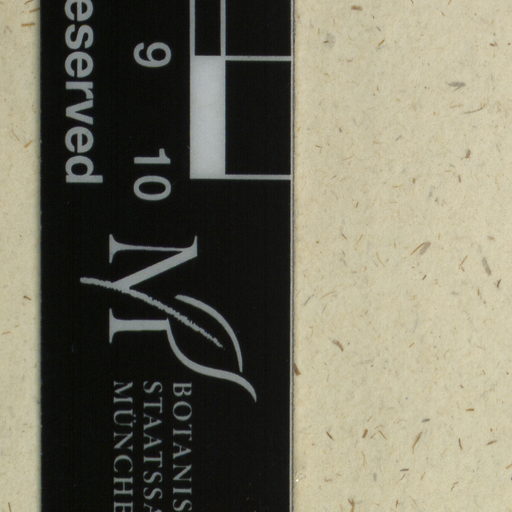 eserved
9 10
BOTANIS
STAATSSA
MÜNCHE